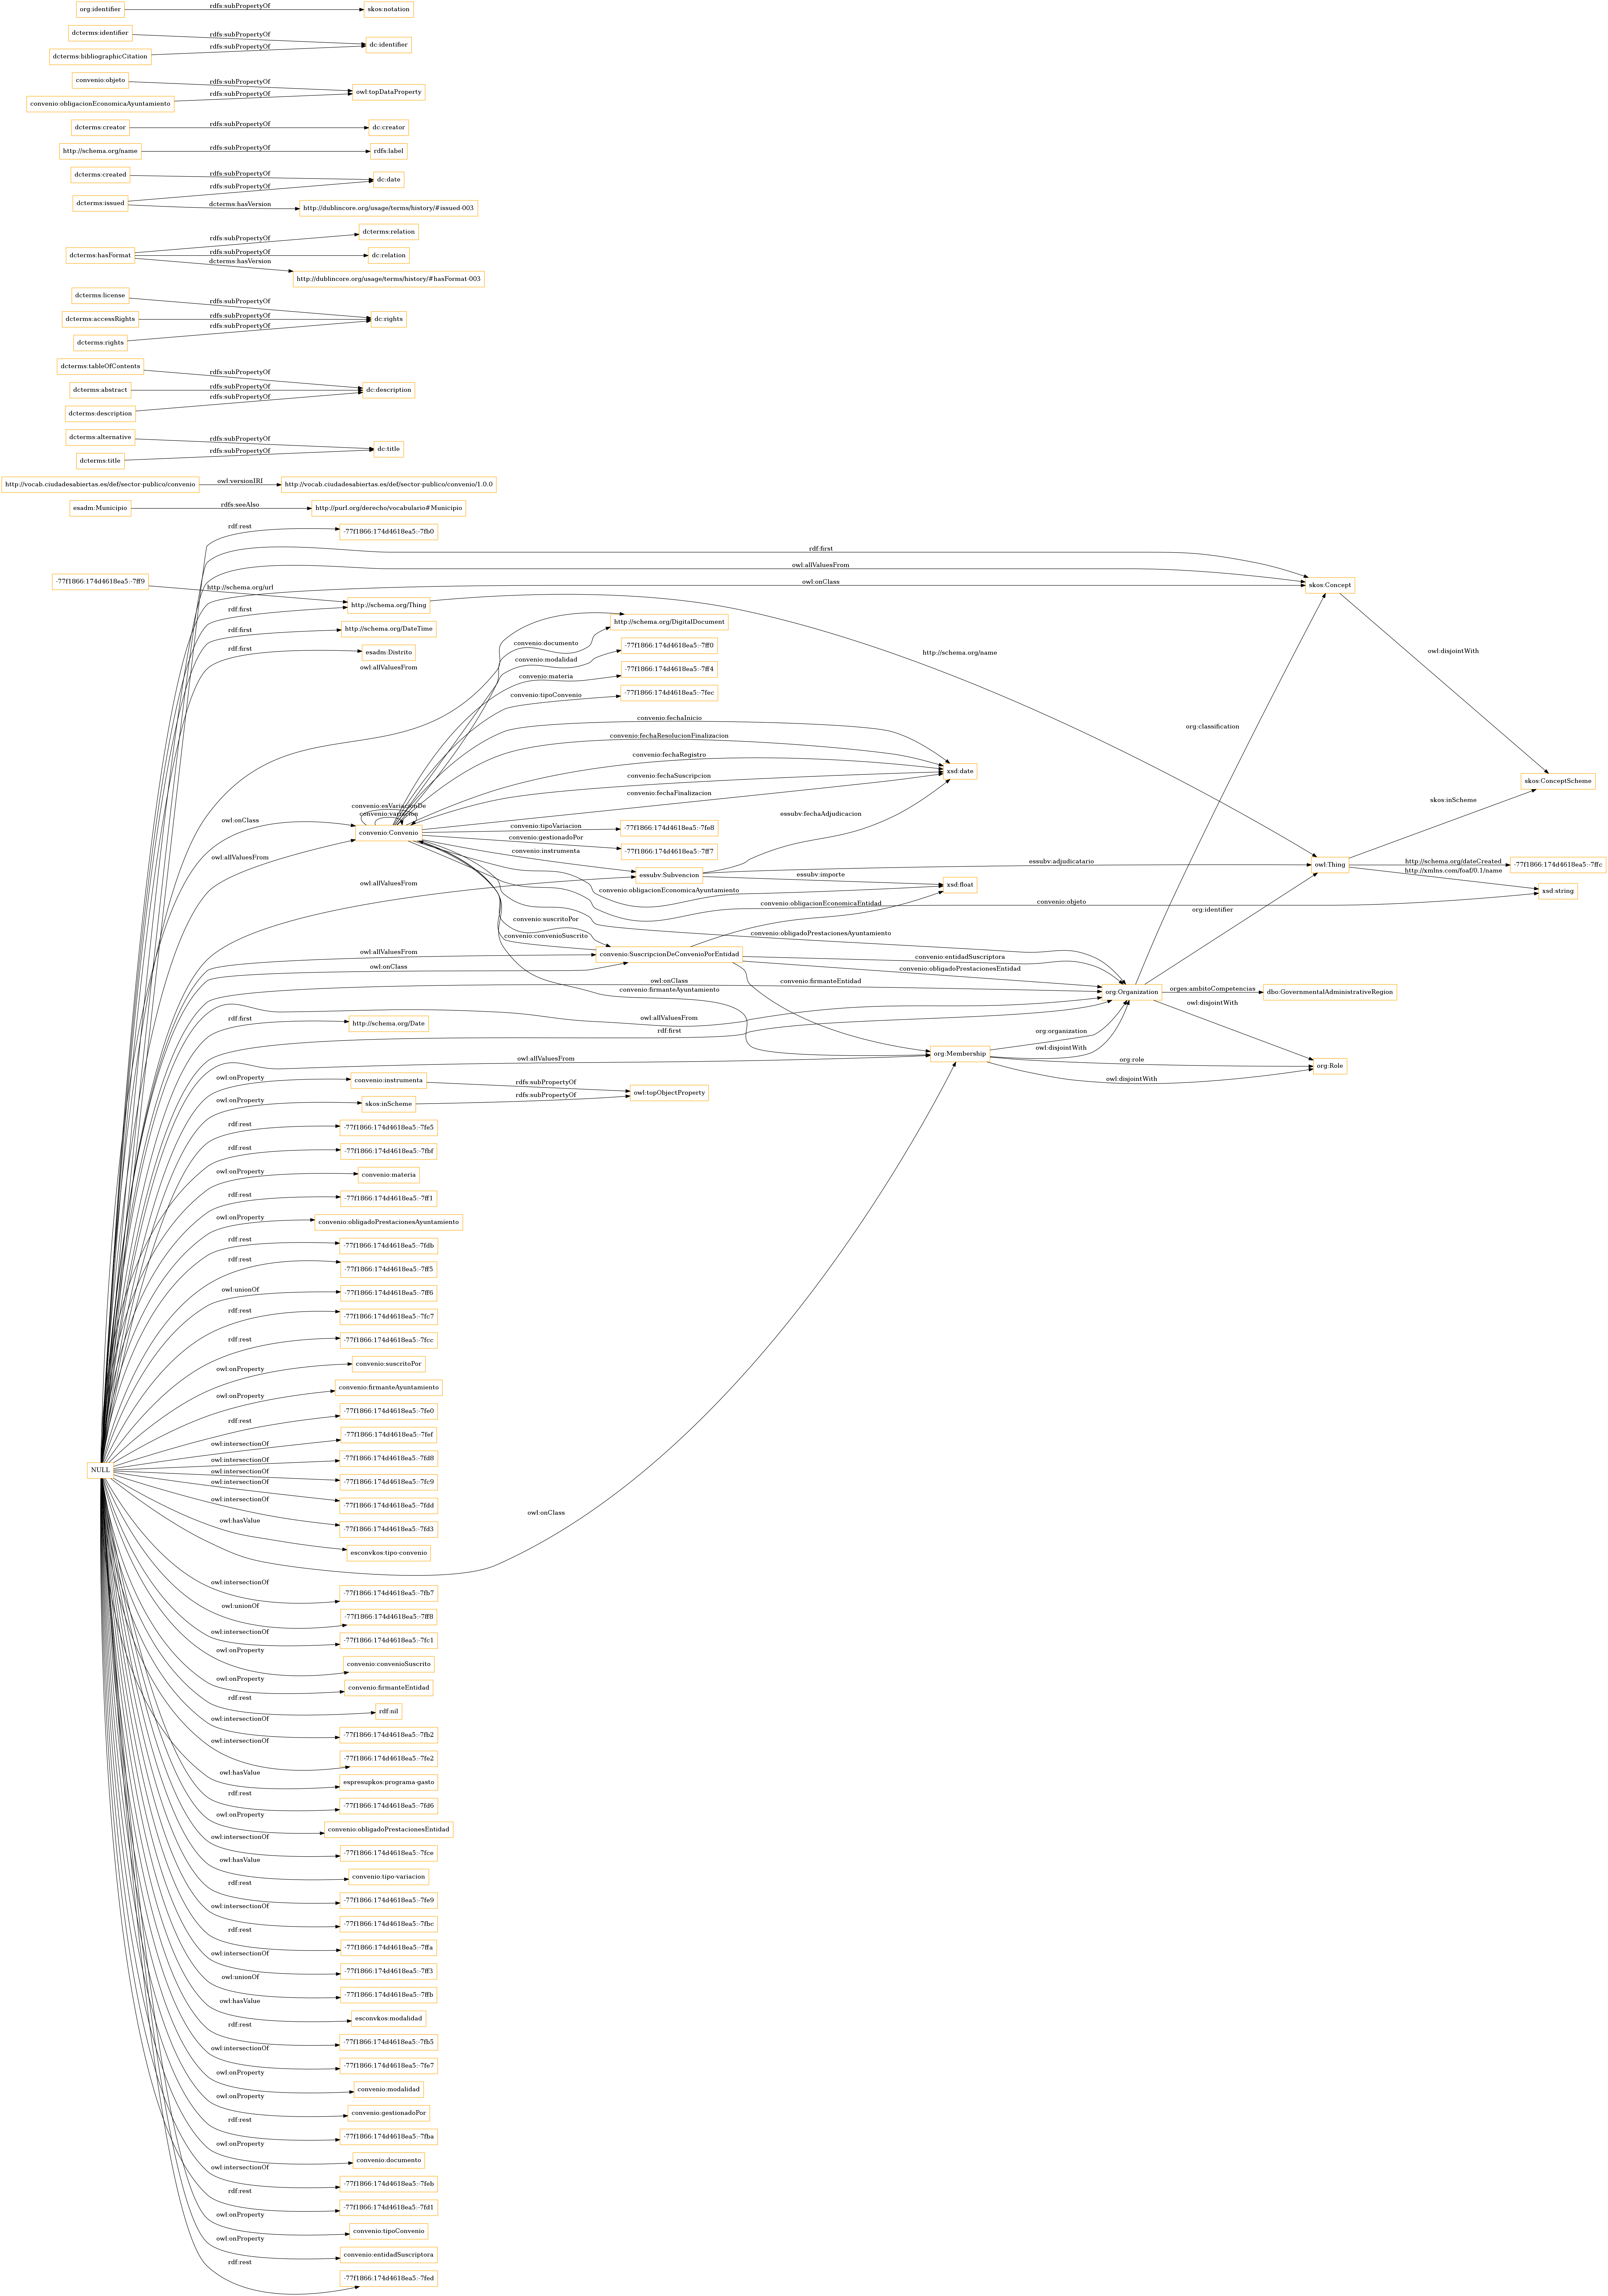 org:identifier
rdfs:subPropertyOf
skos:notation
dcterms:identifier
rdfs:subPropertyOf
dc:identifier
dcterms:bibliographicCitation
rdfs:subPropertyOf
convenio:objeto
rdfs:subPropertyOf
owl:topDataProperty
convenio:obligacionEconomicaAyuntamiento
rdfs:subPropertyOf
dcterms:creator
rdfs:subPropertyOf
dc:creator
http://schema.org/name
rdfs:subPropertyOf
rdfs:label
dcterms:created
rdfs:subPropertyOf
dc:date
rdfs:subPropertyOf
dcterms:issued
dcterms:hasVersion
http://dublincore.org/usage/terms/history/#issued-003
rdfs:subPropertyOf
dcterms:relation
dcterms:hasFormat
rdfs:subPropertyOf
dc:relation
dcterms:hasVersion
http://dublincore.org/usage/terms/history/#hasFormat-003
dcterms:license
rdfs:subPropertyOf
dcterms:accessRights
rdfs:subPropertyOf
dc:rights
rdfs:subPropertyOf
dcterms:rights
dcterms:tableOfContents
rdfs:subPropertyOf
dcterms:abstract
rdfs:subPropertyOf
dc:description
rdfs:subPropertyOf
dcterms:description
dcterms:alternative
rdfs:subPropertyOf
dc:title
rdfs:subPropertyOf
dcterms:title
http://vocab.ciudadesabiertas.es/def/sector-publico/convenio
owl:versionIRI
http://vocab.ciudadesabiertas.es/def/sector-publico/convenio/1.0.0
esadm:Municipio
rdfs:seeAlso
http://purl.org/derecho/vocabulario#Municipio
rdf:rest
-77f1866:174d4618ea5:-7fb0
rdf:first
owl:allValuesFrom
owl:onClass
skos:Concept
-77f1866:174d4618ea5:-7ff9
http://schema.org/url
rdf:first
http://schema.org/Thing
rdf:first
http://schema.org/DateTime
rdf:first
esadm:Distrito
owl:allValuesFrom
http://schema.org/DigitalDocument
convenio:documento
convenio:modalidad
-77f1866:174d4618ea5:-7ff0
http://schema.org/name
owl:disjointWith
convenio:materia
-77f1866:174d4618ea5:-7ff4
convenio:tipoConvenio
-77f1866:174d4618ea5:-7fec
convenio:fechaInicio
org:classification
convenio:fechaResolucionFinalizacion
convenio:fechaRegistro
xsd:date
convenio:fechaSuscripcion
skos:ConceptScheme
convenio:fechaFinalizacion
skos:inScheme
convenio:esVariacionDe
convenio:variacion
owl:onClass
convenio:Convenio
essubv:fechaAdjudicacion
convenio:tipoVariacion
-77f1866:174d4618ea5:-7fe8
convenio:gestionadoPor
-77f1866:174d4618ea5:-7ff7
convenio:instrumenta
owl:allValuesFrom
essubv:adjudicatario
owl:Thing
http://schema.org/dateCreated
-77f1866:174d4618ea5:-7ffc
http://xmlns.com/foaf/0.1/name
essubv:Subvencion
essubv:importe
owl:allValuesFrom
xsd:float
convenio:obligacionEconomicaAyuntamiento
xsd:string
convenio:obligacionEconomicaEntidad
convenio:objeto
org:identifier
convenio:suscritoPor
convenio:convenioSuscrito
convenio:obligadoPrestacionesAyuntamiento
owl:allValuesFrom
convenio:SuscripcionDeConvenioPorEntidad
convenio:entidadSuscriptora
owl:onClass
convenio:obligadoPrestacionesEntidad
owl:onClass
convenio:firmanteEntidad
convenio:firmanteAyuntamiento
org:Organization
orges:ambitoCompetencias
dbo:GovernmentalAdministrativeRegion
owl:disjointWith
rdf:first
http://schema.org/Date
owl:allValuesFrom
rdf:first
org:organization
owl:disjointWith
owl:allValuesFrom
org:Membership
org:role
org:Role
owl:disjointWith
owl:onProperty
convenio:instrumenta
rdfs:subPropertyOf
owl:topObjectProperty
owl:onProperty
skos:inScheme
rdfs:subPropertyOf
rdf:rest
-77f1866:174d4618ea5:-7fe5
rdf:rest
-77f1866:174d4618ea5:-7fbf
owl:onProperty
convenio:materia
rdf:rest
-77f1866:174d4618ea5:-7ff1
owl:onProperty
convenio:obligadoPrestacionesAyuntamiento
rdf:rest
-77f1866:174d4618ea5:-7fdb
rdf:rest
-77f1866:174d4618ea5:-7ff5
owl:unionOf
-77f1866:174d4618ea5:-7ff6
rdf:rest
-77f1866:174d4618ea5:-7fc7
rdf:rest
-77f1866:174d4618ea5:-7fcc
owl:onProperty
convenio:suscritoPor
owl:onProperty
convenio:firmanteAyuntamiento
rdf:rest
-77f1866:174d4618ea5:-7fe0
owl:intersectionOf
-77f1866:174d4618ea5:-7fef
NULL
owl:intersectionOf
-77f1866:174d4618ea5:-7fd8
owl:intersectionOf
-77f1866:174d4618ea5:-7fc9
owl:intersectionOf
-77f1866:174d4618ea5:-7fdd
owl:onClass
owl:intersectionOf
-77f1866:174d4618ea5:-7fd3
owl:hasValue
esconvkos:tipo-convenio
owl:intersectionOf
-77f1866:174d4618ea5:-7fb7
owl:unionOf
-77f1866:174d4618ea5:-7ff8
owl:intersectionOf
-77f1866:174d4618ea5:-7fc1
owl:onProperty
convenio:convenioSuscrito
owl:onProperty
convenio:firmanteEntidad
rdf:rest
rdf:nil
owl:intersectionOf
-77f1866:174d4618ea5:-7fb2
owl:intersectionOf
-77f1866:174d4618ea5:-7fe2
owl:hasValue
espresupkos:programa-gasto
rdf:rest
-77f1866:174d4618ea5:-7fd6
owl:onProperty
convenio:obligadoPrestacionesEntidad
owl:intersectionOf
-77f1866:174d4618ea5:-7fce
owl:hasValue
convenio:tipo-variacion
rdf:rest
-77f1866:174d4618ea5:-7fe9
owl:intersectionOf
-77f1866:174d4618ea5:-7fbc
rdf:rest
-77f1866:174d4618ea5:-7ffa
owl:intersectionOf
-77f1866:174d4618ea5:-7ff3
owl:unionOf
-77f1866:174d4618ea5:-7ffb
owl:hasValue
esconvkos:modalidad
rdf:rest
-77f1866:174d4618ea5:-7fb5
owl:intersectionOf
-77f1866:174d4618ea5:-7fe7
owl:onProperty
convenio:modalidad
owl:onProperty
convenio:gestionadoPor
rdf:rest
-77f1866:174d4618ea5:-7fba
owl:onProperty
convenio:documento
owl:intersectionOf
-77f1866:174d4618ea5:-7feb
rdf:rest
-77f1866:174d4618ea5:-7fd1
owl:onProperty
convenio:tipoConvenio
owl:onProperty
convenio:entidadSuscriptora
rdf:rest
-77f1866:174d4618ea5:-7fed